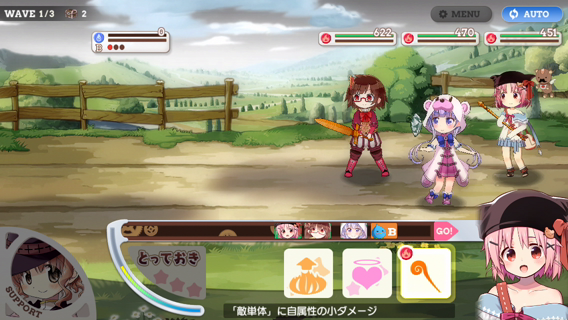 WAVE 1/3 2
MENU
AUTO
B 0
622
470
451
B GO!
とっておき
SUPPORT
「敵単体」に自属性の小ダメージ